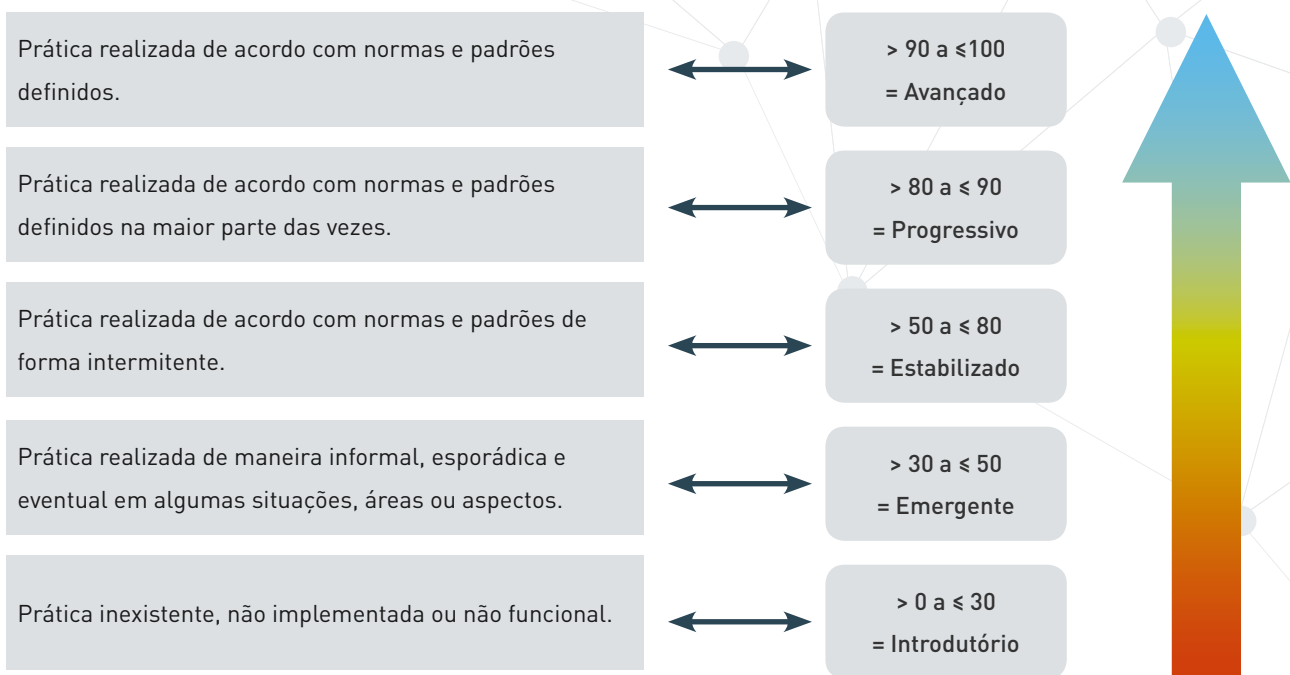 Prática realizada de acordo com normas e padrões
definidos.
> 90 a ≤100
= Avançado
Prática realizada de acordo com normas e padrões
definidos na maior parte das vezes.
> 80 a ≤ 90
= Progressivo
Prática realizada de acordo com normas e padrões de
forma intermitente.
> 50 a ≤ 80
= Estabilizado
Prática realizada de maneira informal, esporádica e
eventual em algumas situações, áreas ou aspectos.
> 30 a ≤ 50
= Emergente
Prática inexistente, não implementada ou não funcional.
> 0 a ≤ 30
= Introdutório